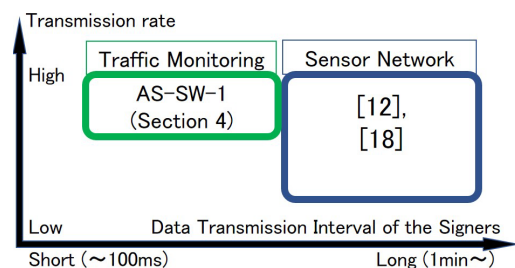 Transmission rate
Traffic Monitoring
Sensor Network
High
AS-SW-1
(Section 4)
[12],
[18]
Low
Data Transmission Interval of the Signers
Short (～100ms)
Long (1min～)